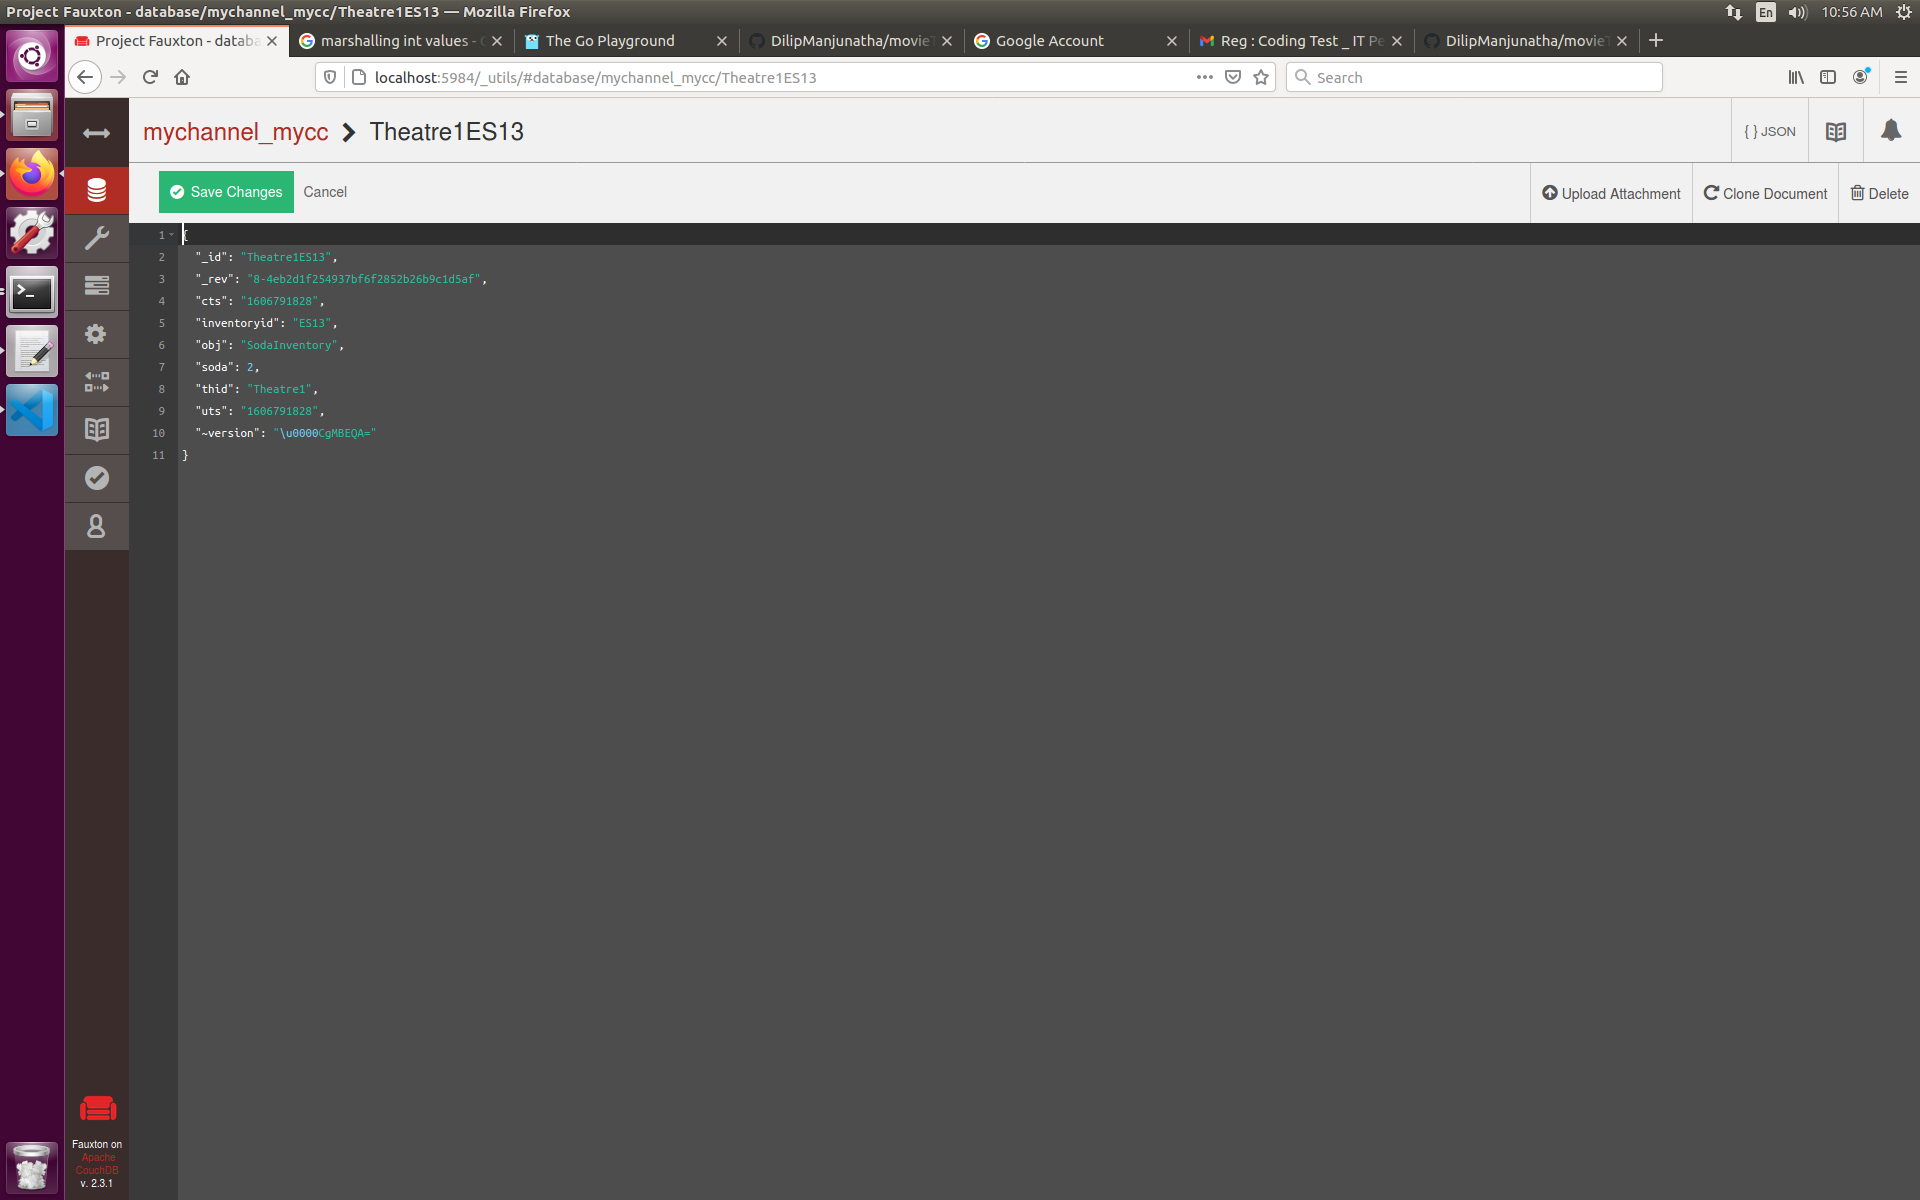 Project Fauxton - database/mychannel_mycc/Theatre1ES13 — Mozilla Firefox
En
10:56 AM
Project Fauxton - databa
marshalling int values -
The Go Playground
DilipManjunatha/movie
Google Account
Reg : Coding Test _ IT Pe
DilipManjunatha/movie
localhost:5984/_utils/#database/mychannel_mycc/Theatre1ES13
Search
mychannel_mycc
Theatre1ES13
{ } JSON
Save Changes
Cancel
Upload Attachment
Clone Document
Delete
1 {
2 "_id": "Theatre1ES13",
3 "_rev": "8-4eb2d1f254937bf6f2852b26b9c1d5af",
4 "cts": "1606791828",
5 "inventoryid": "ES13",
6 "obj": "SodaInventory",
7 "soda": 2,
8 "thid": "Theatre1",
9 "uts": "1606791828",
10 "~version": "\u0000CgMBEQA="
11 }
Fauxton on
Apache
CouchDB
v. 2.3.1